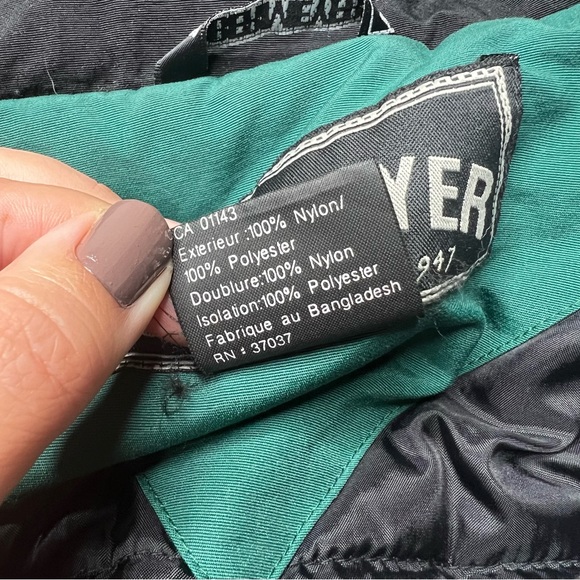 YER
947
CA 01143
Exterieur :100% Nylon/
100% Polyester
Doublure:100% Nylon
Isolation:100% Polyester
Fabrique au Bangladesh
RN : 37037